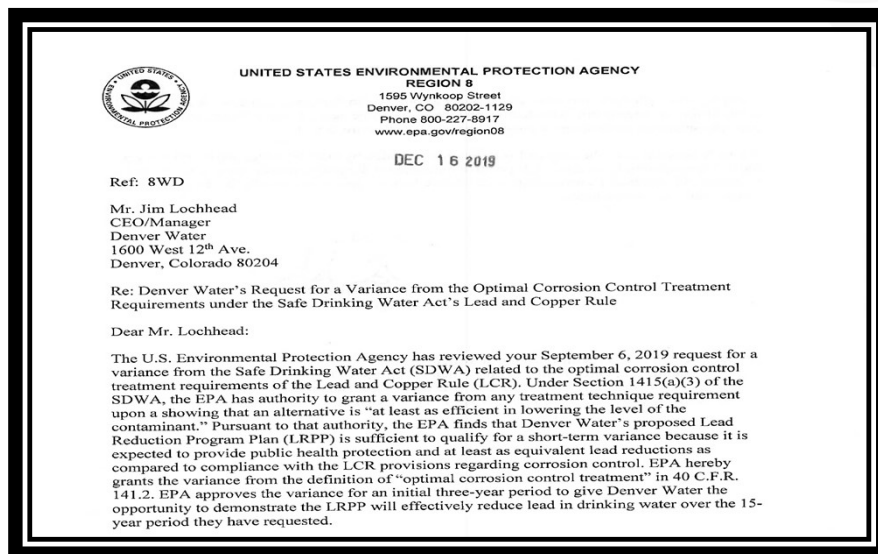 UNITED STATES ENVIRONMENTAL PROTECTION AGENCY
REGION 8
1595 Wynkoop Street
Denver, CO 80202-1129
Phone 800-227-8917
www.epa.gov/region08
UNITED STATES
ENVIRONMENTAL PROTECTION AGENCY
DEC 16 2019
Ref: 8WD
Mr. Jim Lochhead
CEO/Manager
Denver Water
1600 West 12th Ave.
Denver, Colorado 80204
Re: Denver Water's Request for a Variance from the Optimal Corrosion Control Treatment
Requirements under the Safe Drinking Water Act's Lead and Copper Rule
Dear Mr. Lochhead:
The U.S. Environmental Protection Agency has reviewed your September 6, 2019 request for a
variance from the Safe Drinking Water Act (SDWA) related to the optimal corrosion control
treatment requirements of the Lead and Copper Rule (LCR). Under Section 1415(a)(3) of the
SDWA, the EPA has authority to grant a variance from any treatment technique requirement
upon a showing that an alternative is “at least as efficient in lowering the level of the
contaminant.” Pursuant to that authority, the EPA finds that Denver Water's proposed Lead
Reduction Program Plan (LRPP) is sufficient to qualify for a short-term variance because it is
expected to provide public health protection and at least as equivalent lead reductions as
compared to compliance with the LCR provisions regarding corrosion control. EPA hereby
grants the variance from the definition of “optimal corrosion control treatment” in 40 C.F.R.
141.2. EPA approves the variance for an initial three-year period to give Denver Water the
opportunity to demonstrate the LRPP will effectively reduce lead in drinking water over the 15-
year period they have requested.